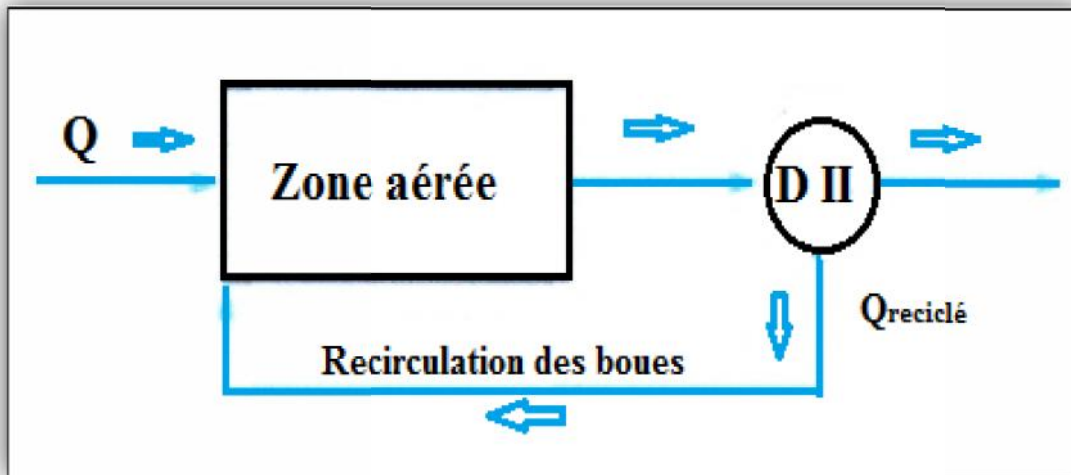 Q
Zone aérée
D II
Qreciclé
Recirculation des boues